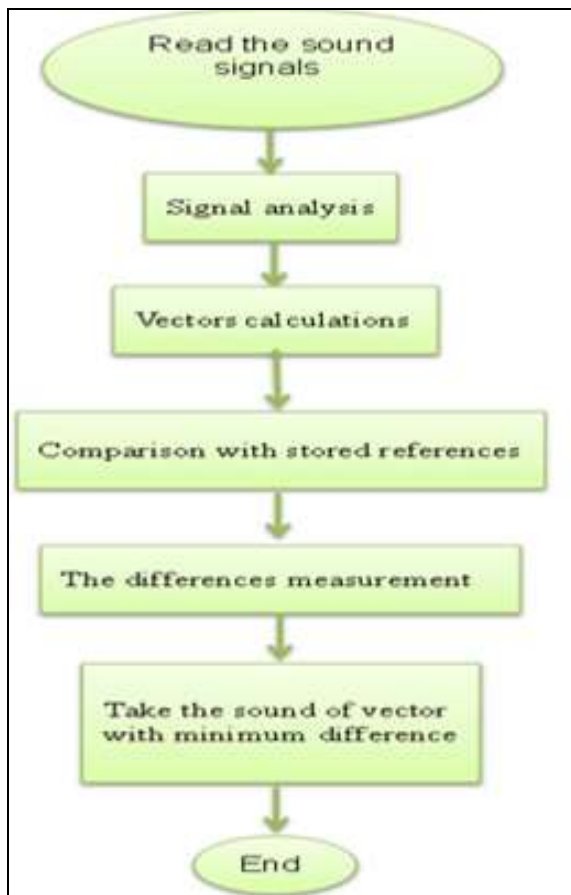 Read the sound
signals
Signal analysis
Vectors calculations
Comparison with stored references
The differences measurement
Take the sound of vector
with minimum difference
End